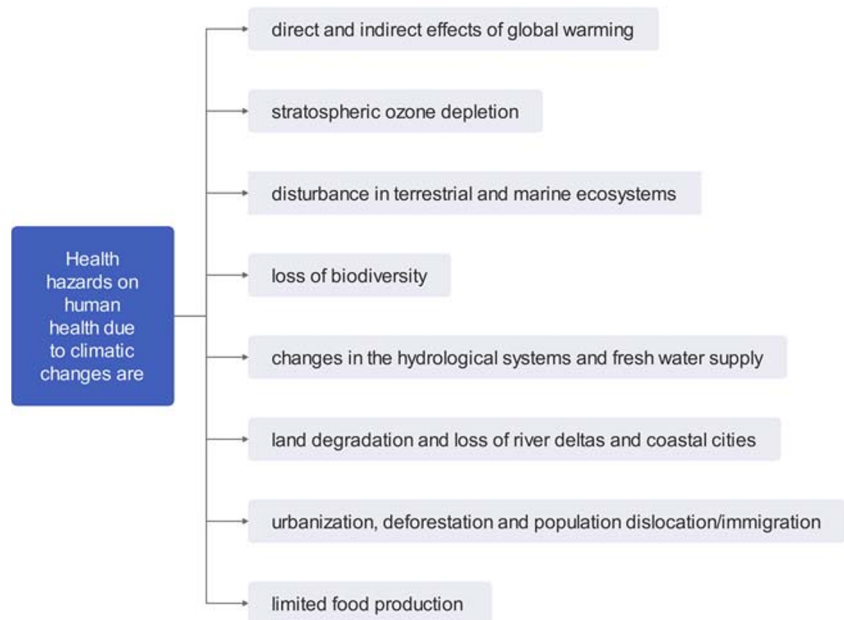 Health
hazards on
human
health due
to climatic
changes are
direct and indirect effects of global warming
stratospheric ozone depletion
disturbance in terrestrial and marine ecosystems
loss of biodiversity
changes in the hydrological systems and fresh water supply
land degradation and loss of river deltas and coastal cities
urbanization, deforestation and population dislocation/immigration
limited food production